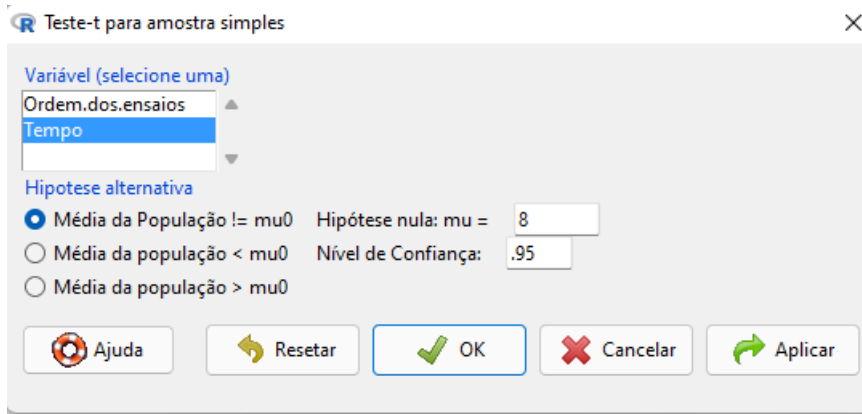 Teste-t para amostra simples
Variável (selecione uma)
Ordem.dos.ensaios
Tempo
Hipotese alternativa
Média da População != mu0 Hipótese nula: mu = 8
Média da população < mu0 Nível de Confiança: .95
Média da população > mu0
Ajuda Resetar OK Cancelar Aplicar